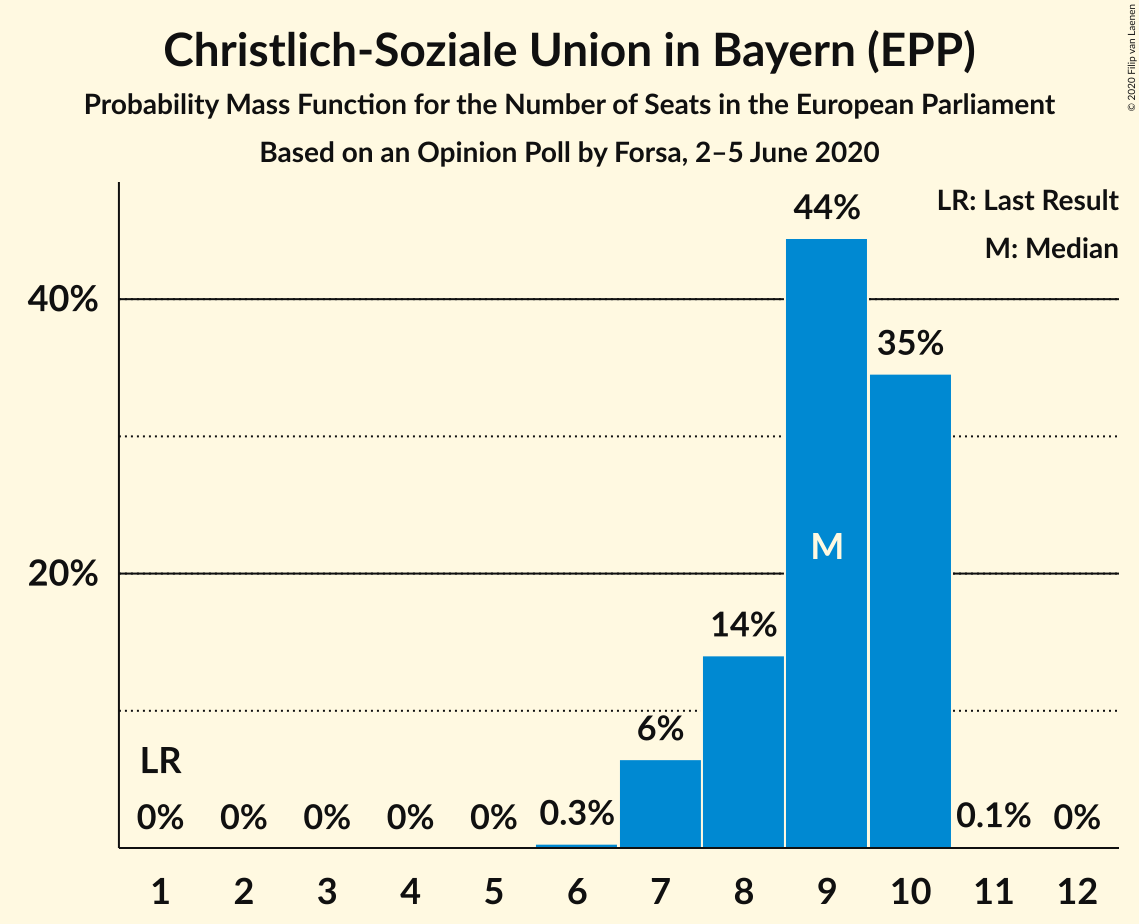 Christlich-Soziale Union in Bayern (EPP)
Probability Mass Function for the Number of Seats in the European Parliament
Based on an Opinion Poll by Forsa, 2–5 June 2020
© 2020 Filip van Laenen
LR: Last Result
M: Median
44%
40%
35%
M
20%
14%
6%
LR
0% 0% 0% 0% 0% 0.3% 0.1% 0%
1 2 3 4 5 6 7 8 9 10 11 12